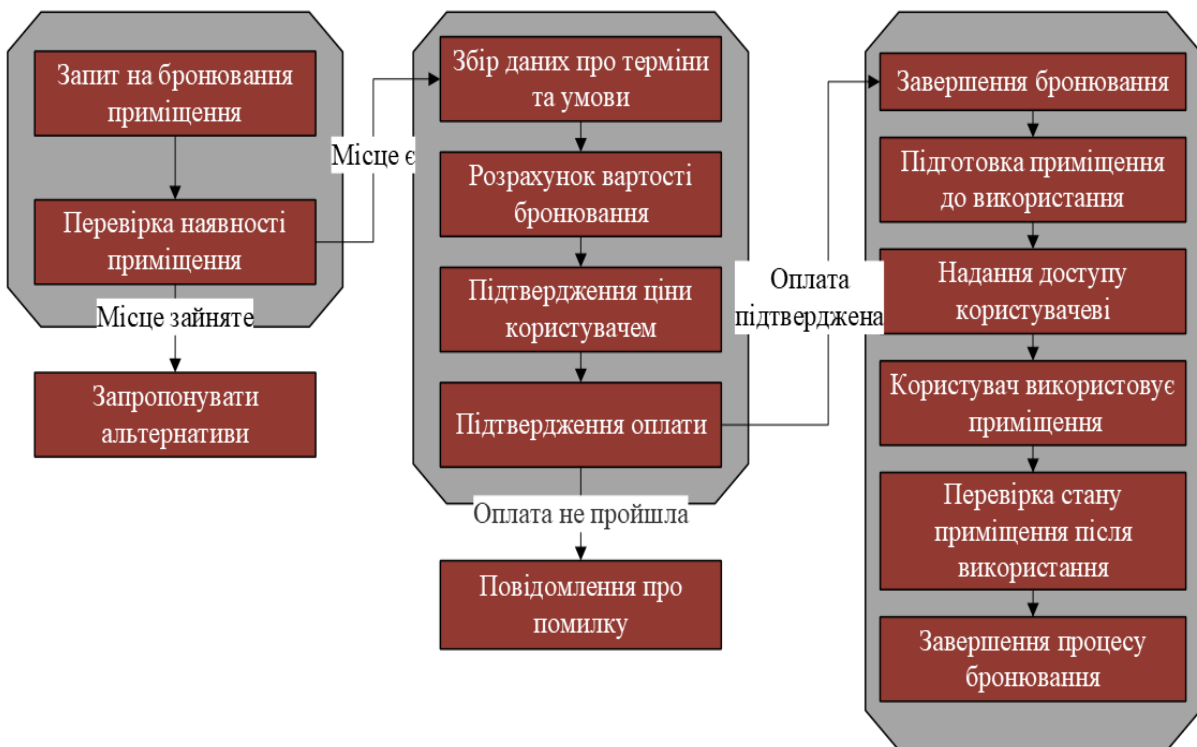 Запит на бронювання
приміщення
Перевірка наявності
приміщення
Місце зайняте
Запропонувати
альтернативи
Місце є
Збір даних про терміни
та умови
Розрахунок вартості
бронювання
Підтвердження ціни
користувачем
Підтвердження оплати
Оплата не пройшла
Повідомлення про
помилку
Оплата
підтверджена
Завершення бронювання
Підготовка приміщення
до використання
Надання доступу
користувачеві
Користувач використовує
приміщення
Перевірка стану
приміщення після
використання
Завершення процесу
бронювання